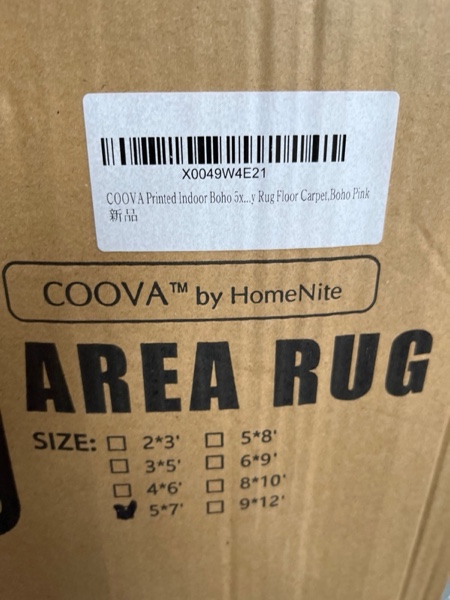 X0049W4E21
COOVA Printed Indoor Boho 5x...y Rug Floor Carpet,Boho Pink
新品
COOVA™ by HomeNite
AREA RUG
SIZE: 2*3' 5*8'
3*5' 6*9'
4*6' 8*10'
5*7' 9*12'